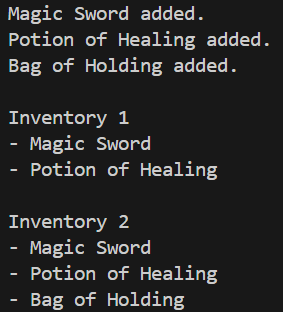 Magic Sword added.
Potion of Healing added.
Bag of Holding added.

Inventory 1
- Magic Sword
- Potion of Healing

Inventory 2
- Magic Sword
- Potion of Healing
- Bag of Holding